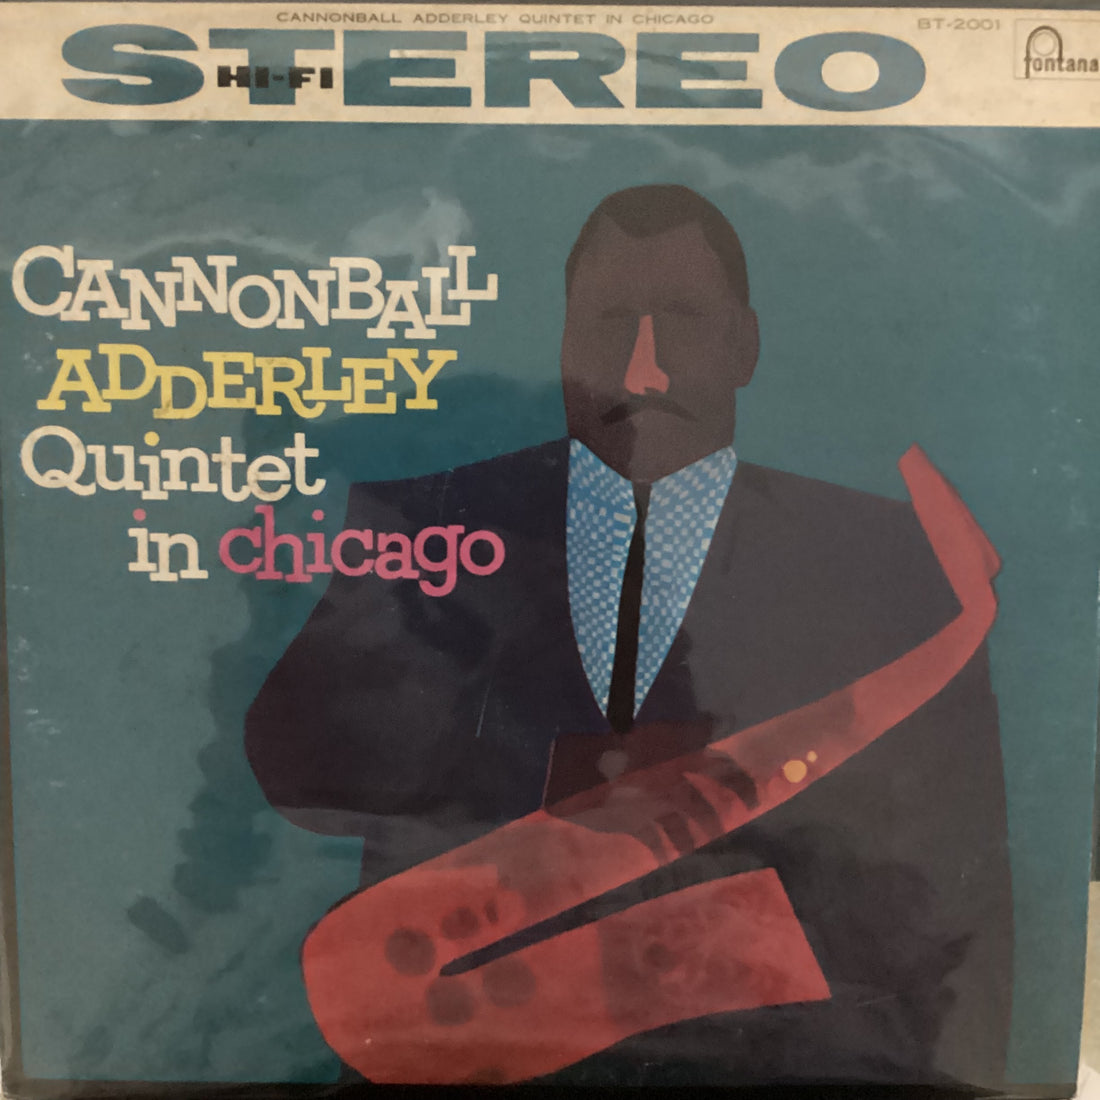 CANNONBALL ADDERLEY QUINTET IN CHICAGO
BT-2001
fontana
STEREO
HI-FI
CANNONBALL
ADDERLEY
Quintet
in chicago